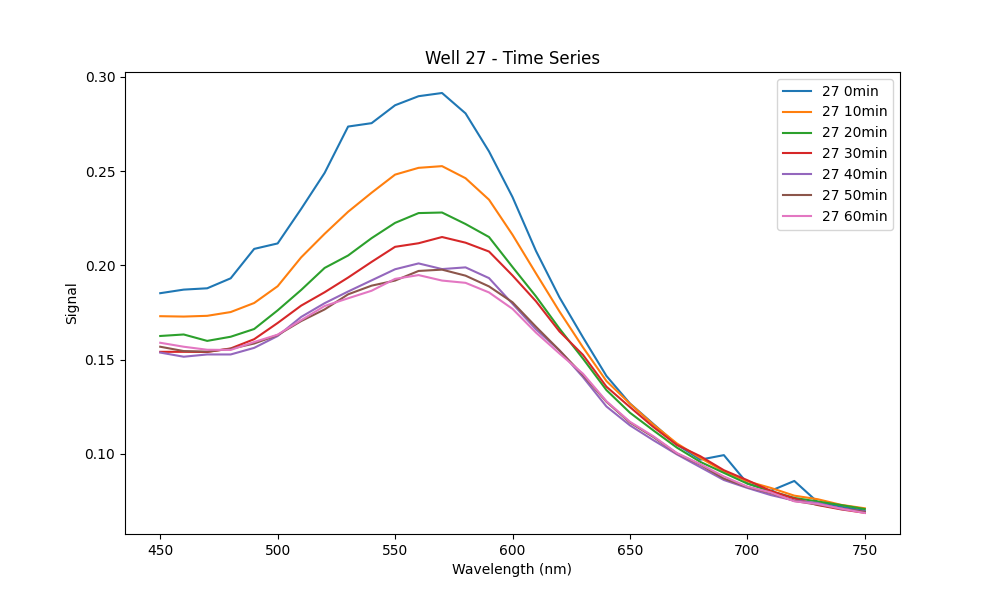 Well 27 - Time Series
0.30
0.25
0.20
0.15
0.10
Signal
27 0min
27 10min
27 20min
27 30min
27 40min
27 50min
27 60min
450 500 550 600 650 700 750
Wavelength (nm)